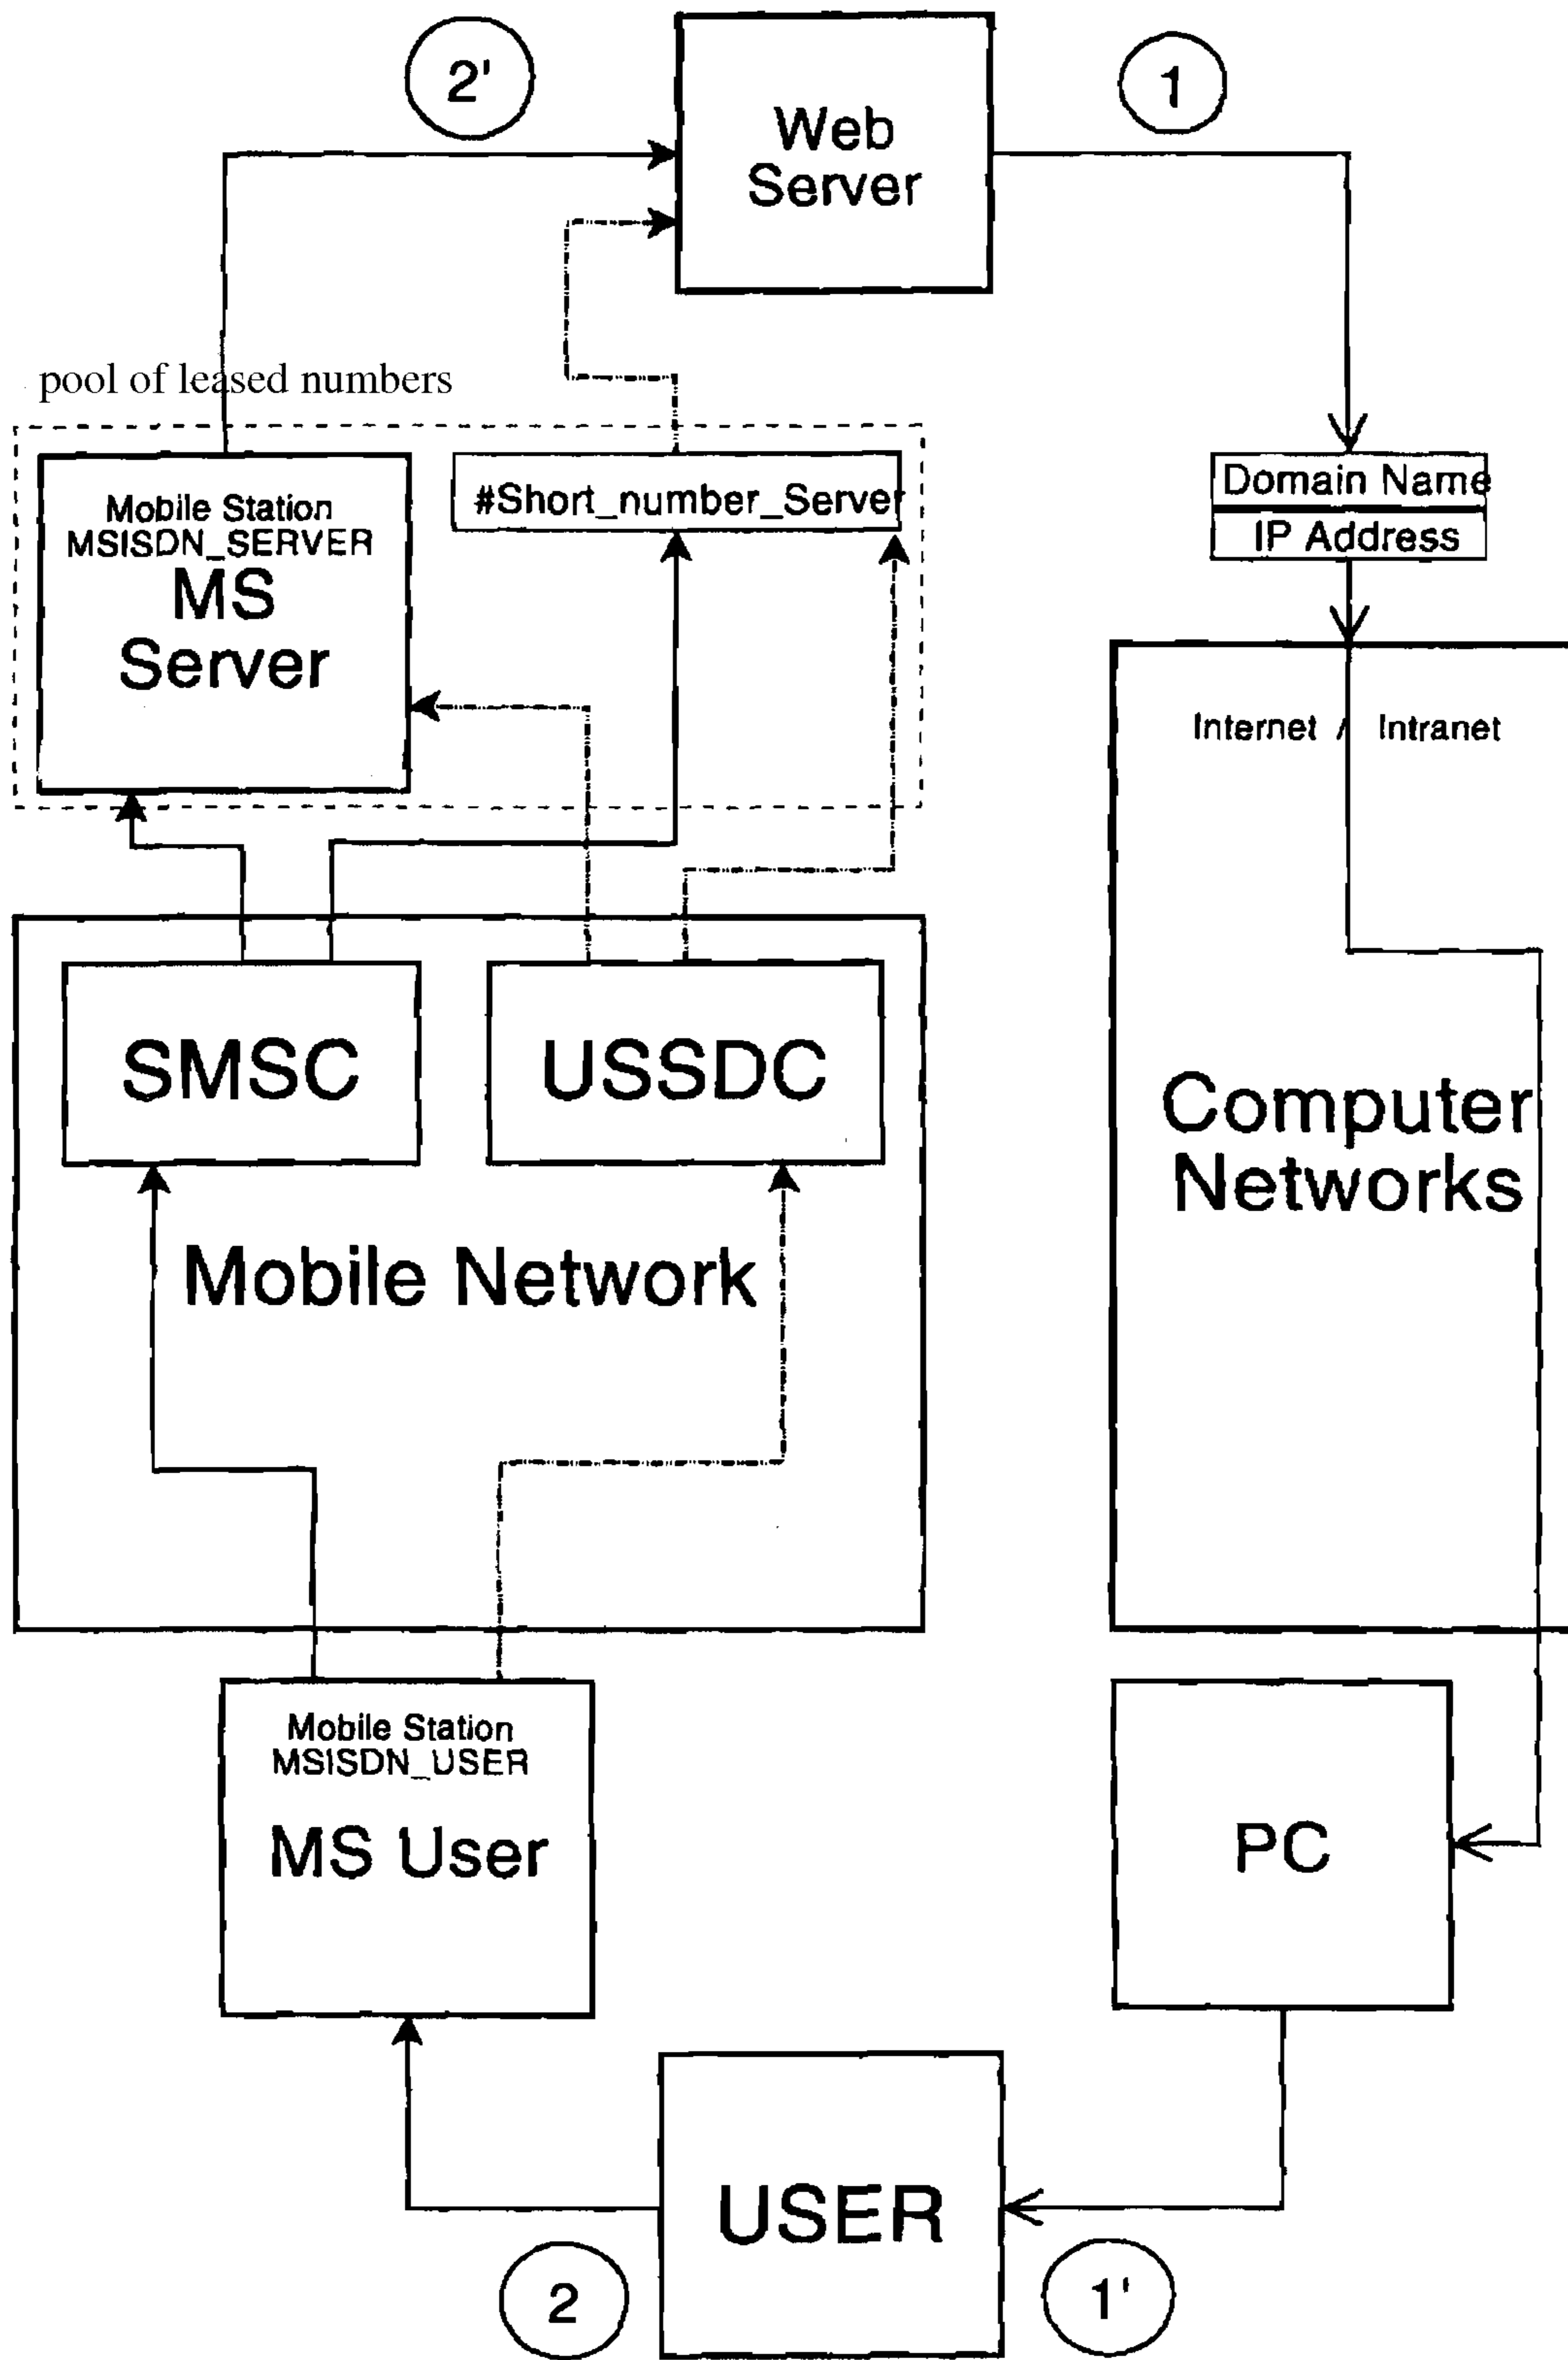 2'
1
Web
Server
pool of leased numbers
Mobile Station
MSISDN_SERVER
MS
Server
#Short_number_Server
Domain Name
IP Address
Internet / Intranet
SMSC
USSDC
Computer
Networks
Mobile Network
Mobile Station
MSISDN_USER
MS User
PC
USER
2
1'